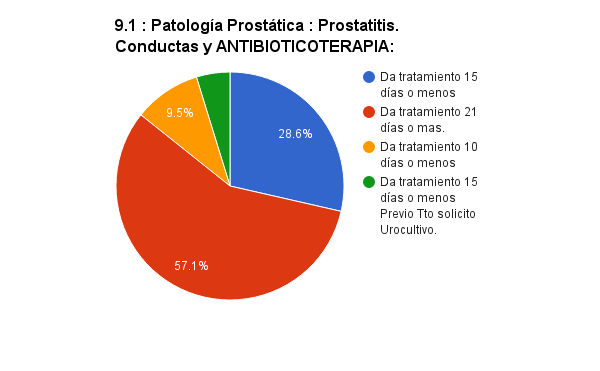 9.1 : Patología Prostática : Prostatitis.
Conductas y ANTIBIOTICOTERAPIA:
28.6%
57.1%
9.5%
Da tratamiento 15
días o menos
Da tratamiento 21
días o mas.
Da tratamiento 10
días o menos
Da tratamiento 15
días o menos
Previo Tto solicito
Urocultivo.